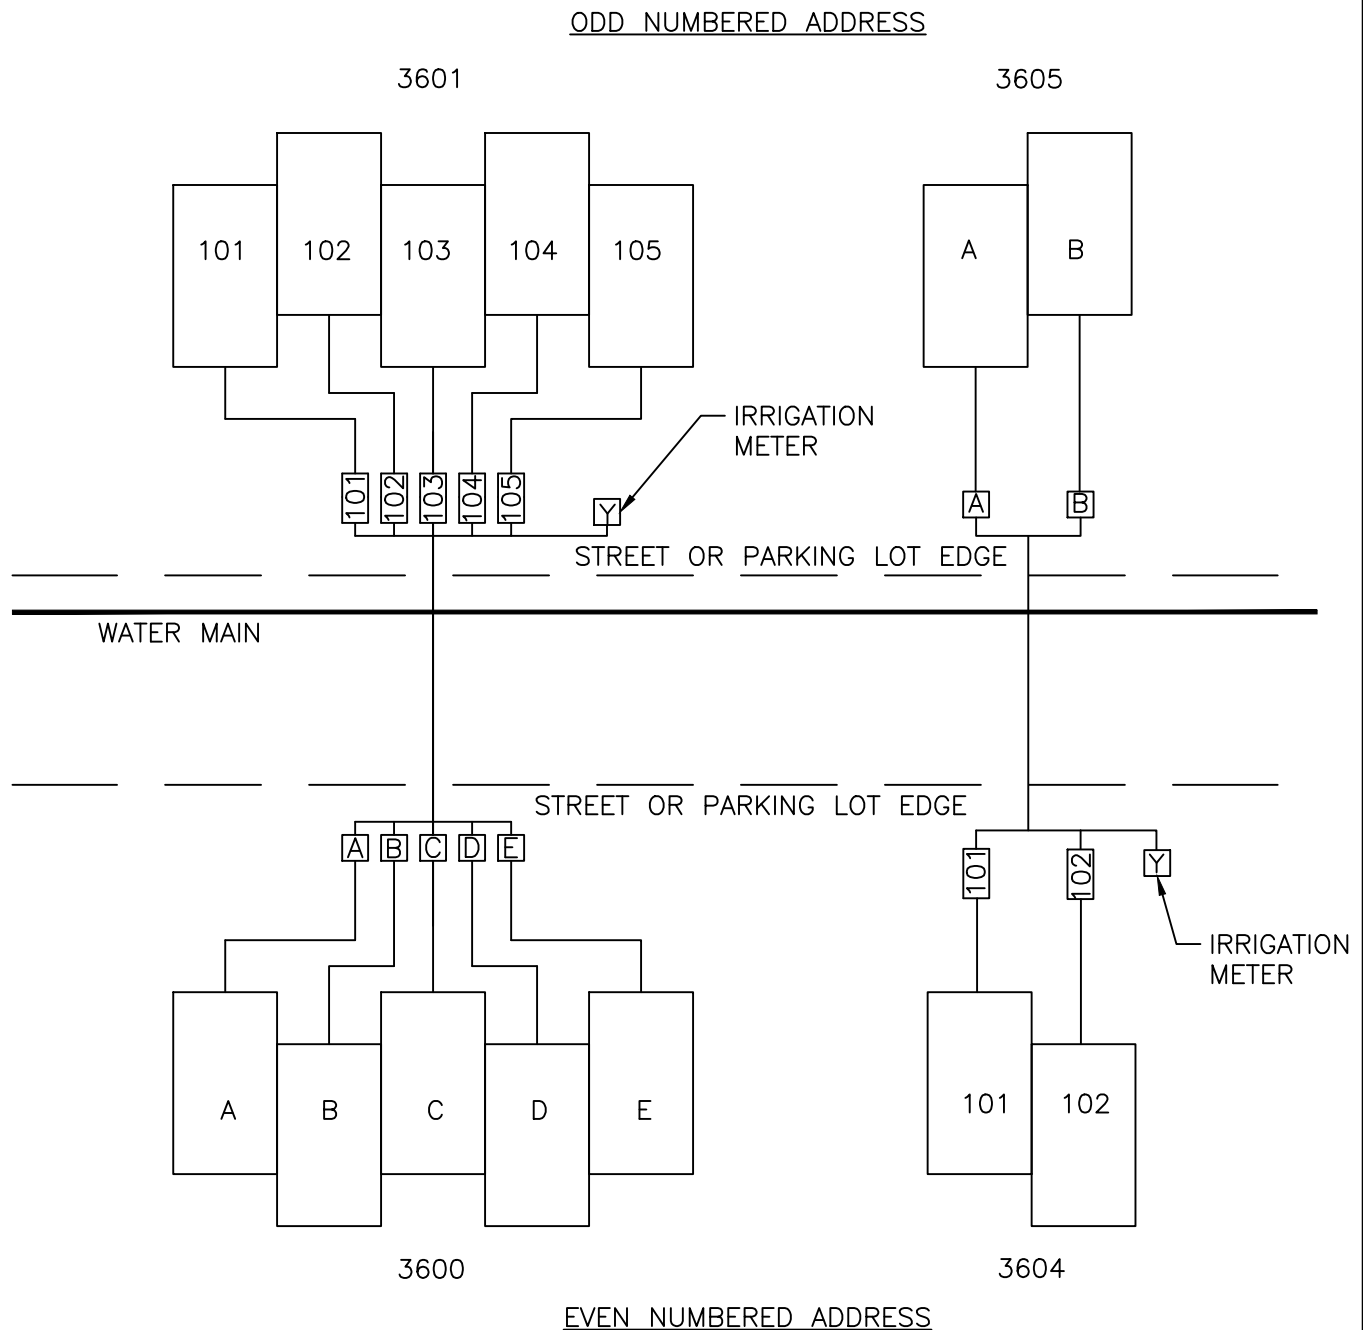 ODD NUMBERED ADDRESS
3601
3605
101
102
103
104
105
A
B
IRRIGATION
METER
101
102
103
104
105
Y
A
B
STREET OR PARKING LOT EDGE
WATER MAIN
STREET OR PARKING LOT EDGE
A
B
C
D
E
101
102
Y
IRRIGATION
METER
A
B
C
D
E
101
102
3600
3604
EVEN NUMBERED ADDRESS